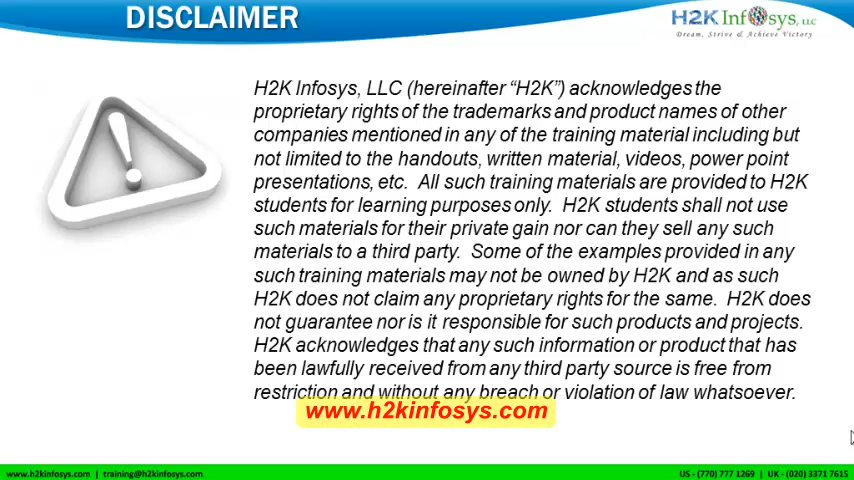 DISCLAIMER
H2K Infosys, LLC
Dream, Strive & Achieve Victory
H2K Infosys, LLC (hereinafter “H2K”) acknowledges the
proprietary rights of the trademarks and product names of other
companies mentioned in any of the training material including but
not limited to the handouts, written material, videos, power point
presentations, etc.  All such training materials are provided to H2K
students for learning purposes only.  H2K students shall not use
such materials for their private gain nor can they sell any such
materials to a third party.  Some of the examples provided in any
such training materials may not be owned by H2K and as such
H2K does not claim any proprietary rights for the same.  H2K does
not guarantee nor is it responsible for such products and projects.
H2K acknowledges that any such information or product that has
been lawfully received from any third party source is free from
restriction and without any breach or violation of law whatsoever.
www.h2kinfosys.com
www.h2kinfosys.com | training@h2kinfosys.com
US - (770) 777 1269 | UK - (020) 3371 7615